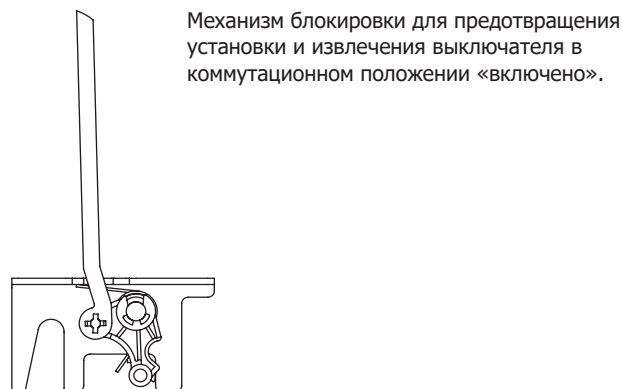 Механизм блокировки для предотвращения
установки и извлечения выключателя в
коммутационном положении «включено».